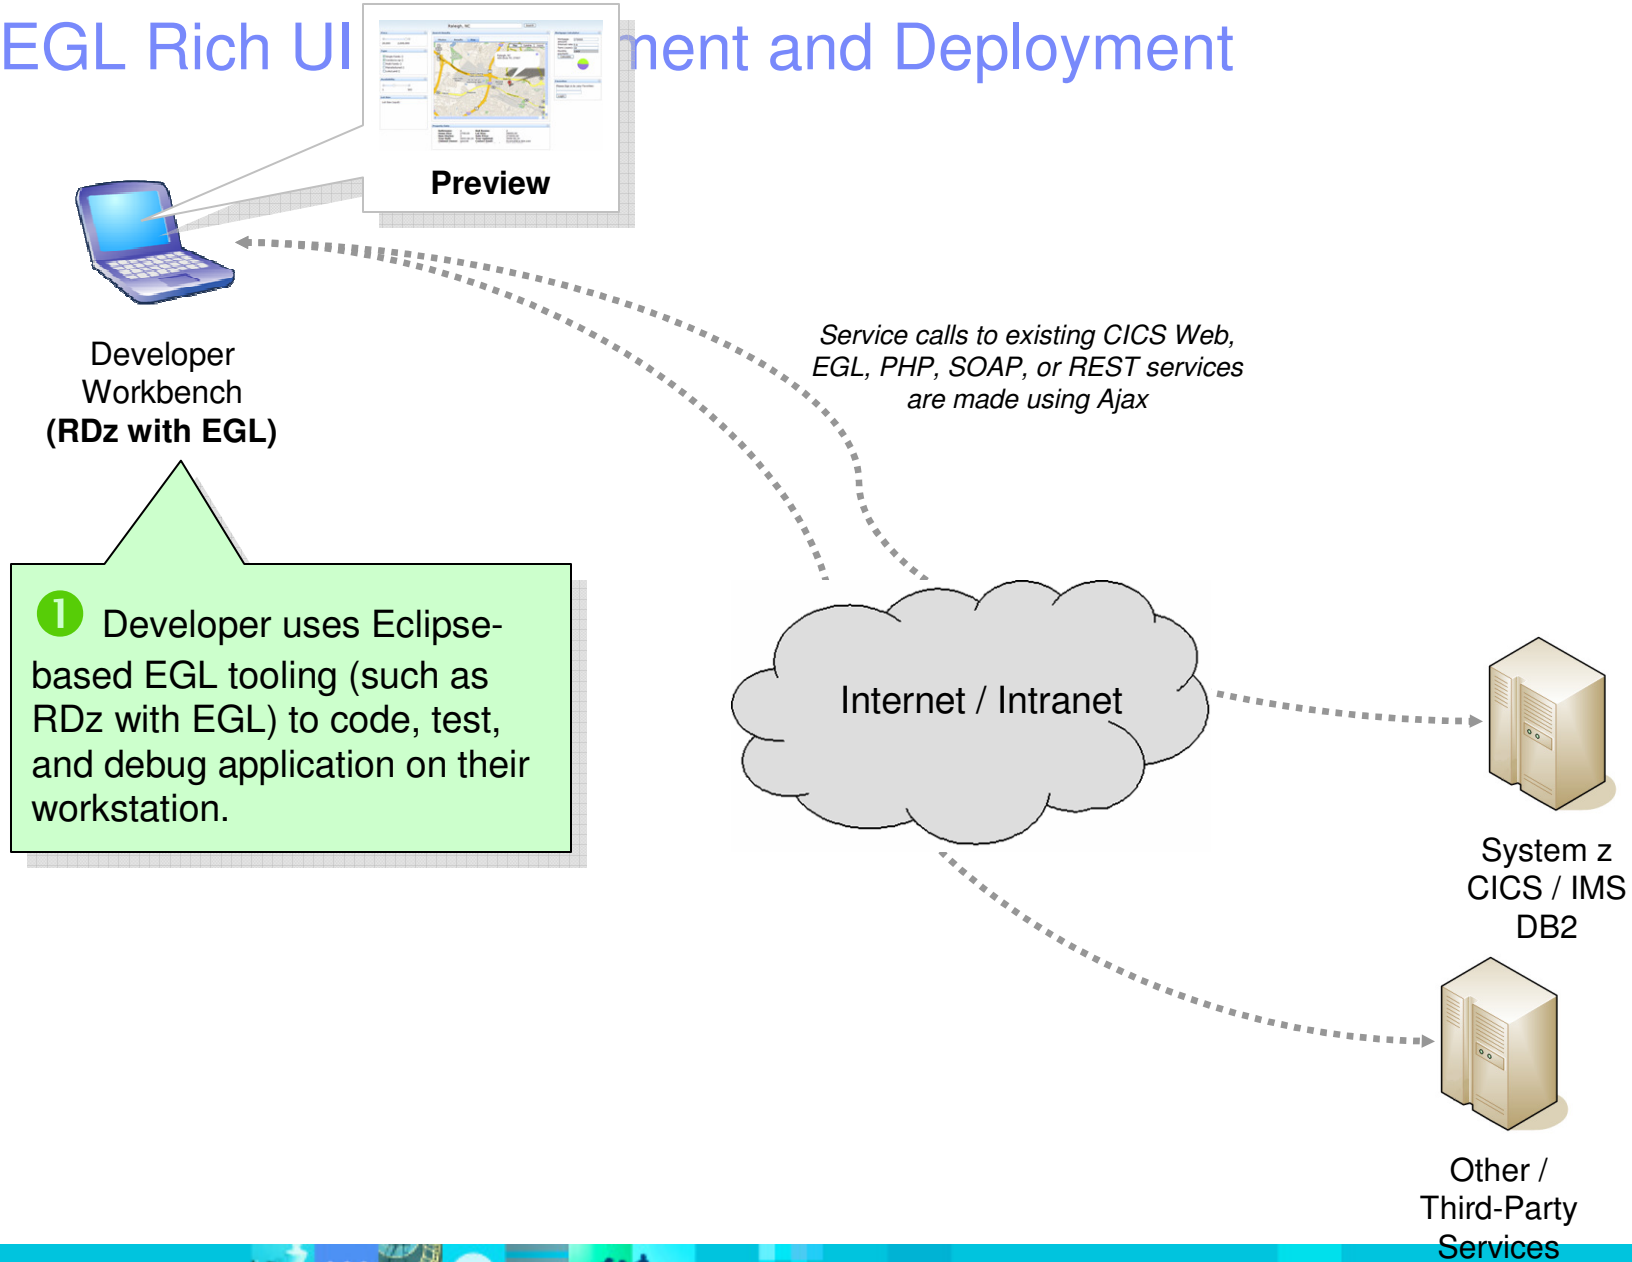 EGL Rich UI ment and Deployment
Raleigh, NC
Preview
Developer
Workbench
(RDz with EGL)
Service calls to existing CICS Web,
EGL, PHP, SOAP, or REST services
are made using Ajax
1 Developer uses Eclipse-
based EGL tooling (such as
RDz with EGL) to code, test,
and debug application on their
workstation.
Internet / Intranet
System z
CICS / IMS
DB2
Other /
Third-Party
Services